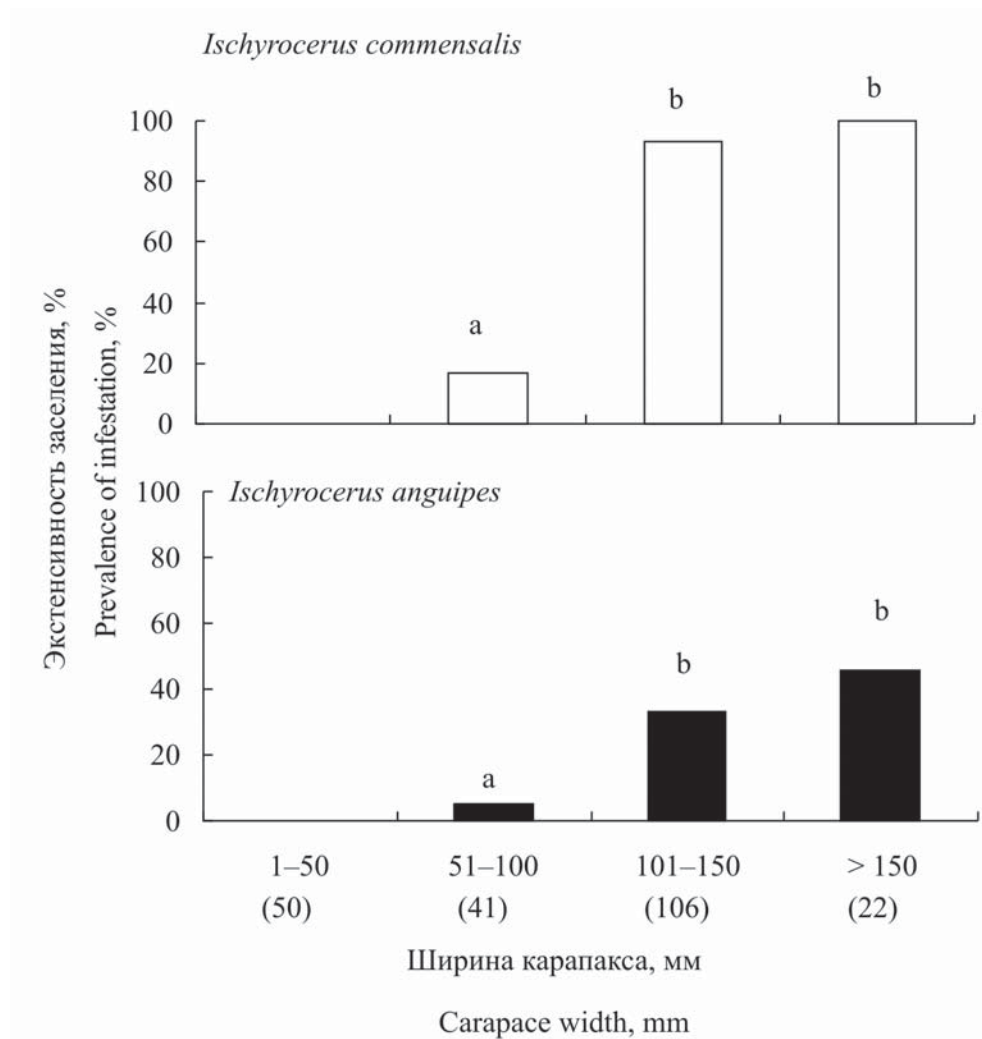 Ischyrocerus commensalis
b
b
100
80
60
40
a
20
0
Экстенсивность заселения, %
Prevalence of infestation, %
Ischyrocerus anguipes
100
80
60
b
b
40
20
a
0
1–50 51–100 101–150 > 150
(50) (41) (106) (22)
Ширина карапакса, мм
Carapace width, mm